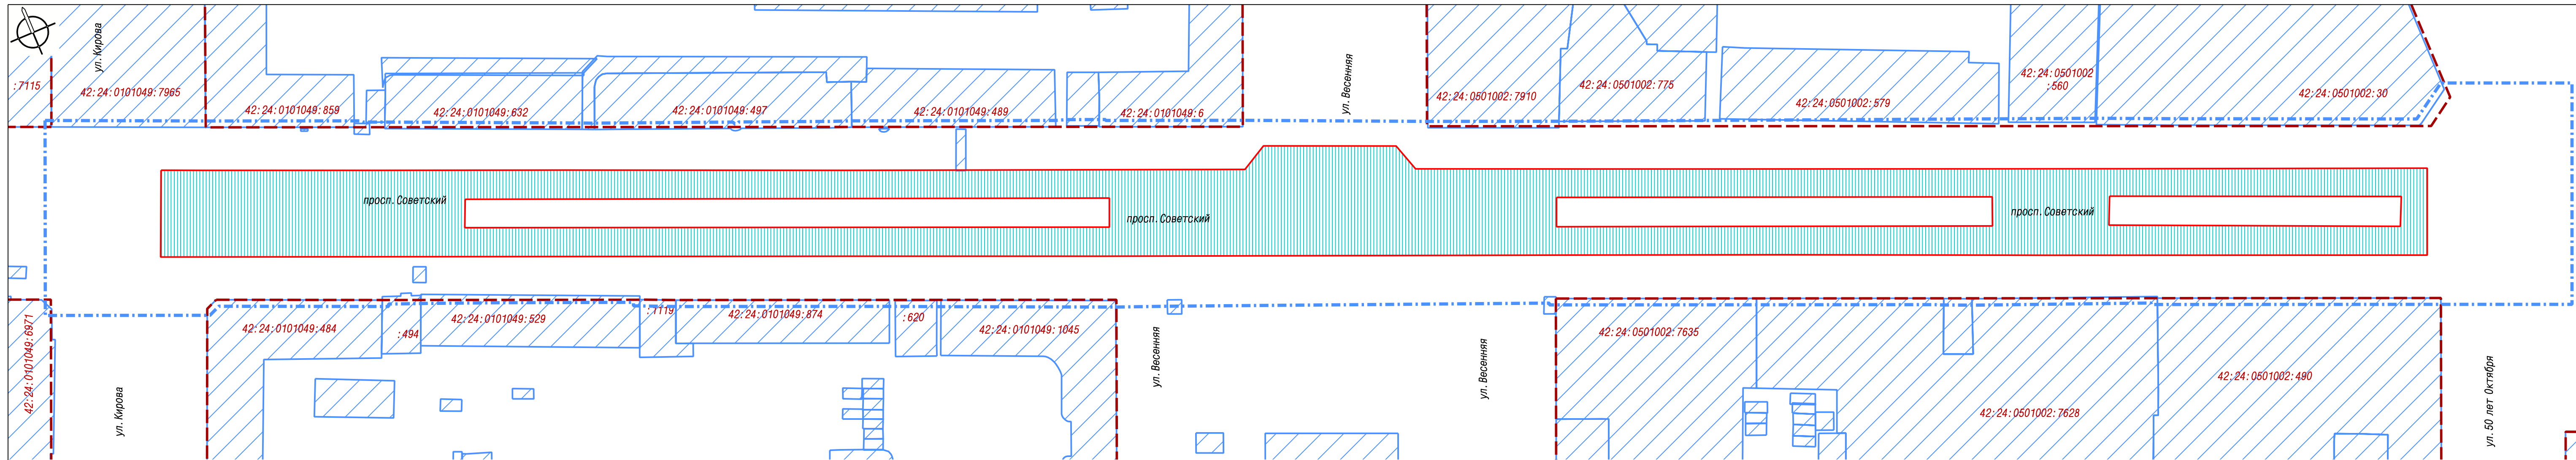 ул. Кирова
:7115
42:24:0101049:7965
42:24:0101049:859
42:24:0101049:632
42:24:0101049:497
42:24:0101049:489
42:24:0101049:6
ул. Весенняя
42:24:0501002:7910
42:24:0501002:775
42:24:0501002:579
42:24:0501002
:560
42:24:0501002:30
просп. Советский
просп. Советский
просп. Советский
42:24:0101049:6971
ул. Кирова
42:24:0101049:484
:494
42:24:0101049:529
:1119
42:24:0101049:874
:620
42:24:0101049:1045
ул. Весенняя
ул. Весенняя
42:24:0501002:7635
42:24:0501002:7628
42:24:0501002:490
ул. 50 лет Октября